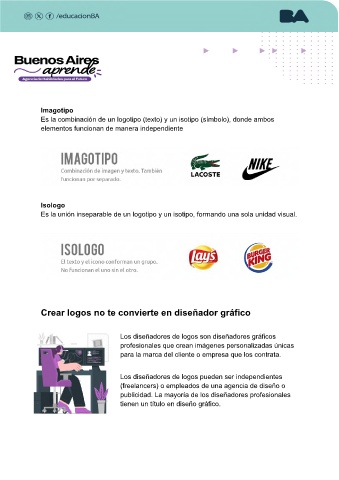 /educacionBA
BA
Buenos Aires
aprende
Agencia de Habilidades para el Futuro
Imagotipo
Es la combinación de un logotipo (texto) y un isotipo (símbolo), donde ambos
elementos funcionan de manera independiente
IMAGOTIPO
Combinación de imagen y texto. También
funcionan por separado.
LACOSTE
NIKE
Isologo
Es la unión inseparable de un logotipo y un isotipo, formando una sola unidad visual.
ISOLOGO
El texto y el icono conforman un grupo.
No funcionan el uno sin el otro.
Lay's
BURGER
KING
Crear logos no te convierte en diseñador gráfico
Los diseñadores de logos son diseñadores gráficos
profesionales que crean imágenes personalizadas únicas
para la marca del cliente o empresa que los contrata.
Los diseñadores de logos pueden ser independientes
(freelancers) o empleados de una agencia de diseño o
publicidad. La mayoría de los diseñadores profesionales
tienen un título en diseño gráfico.